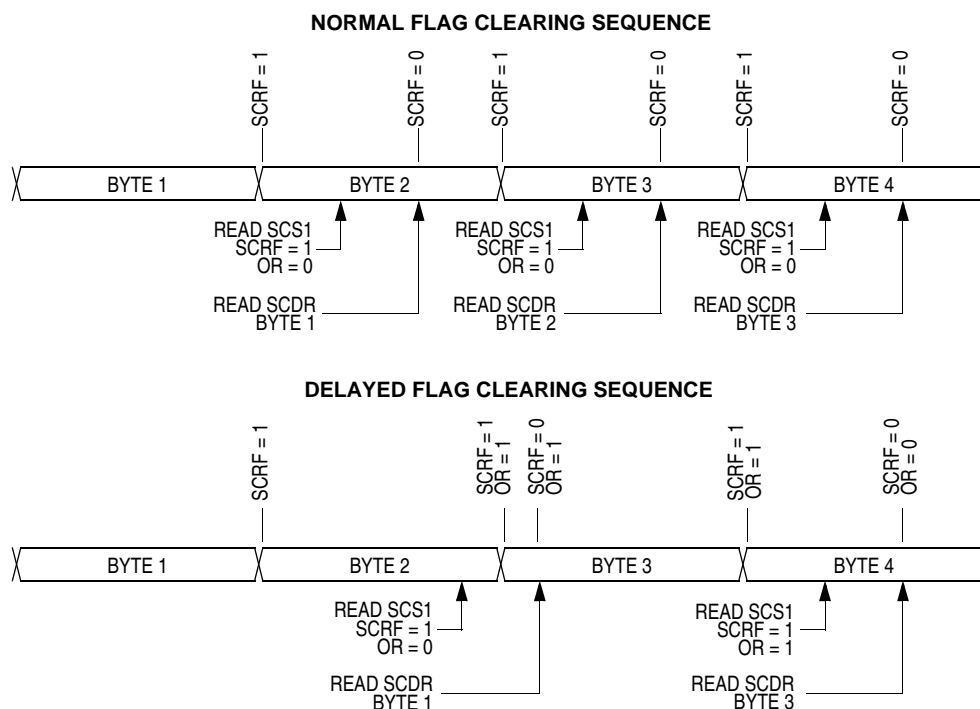 NORMAL FLAG CLEARING SEQUENCE
SCRF = 1
SCRF = 0
SCRF = 1
SCRF = 0
SCRF = 1
SCRF = 0
BYTE 1
BYTE 2
BYTE 3
BYTE 4
READ SCS1
SCRF = 1
OR = 0
READ SCS1
SCRF = 1
OR = 0
READ SCS1
SCRF = 1
OR = 0
READ SCDR
BYTE 1
READ SCDR
BYTE 2
READ SCDR
BYTE 3
DELAYED FLAG CLEARING SEQUENCE
SCRF = 1
SCRF = 1
OR = 1
SCRF = 0
OR = 1
SCRF = 1
OR = 1
SCRF = 0
OR = 0
BYTE 1
BYTE 2
BYTE 3
BYTE 4
READ SCS1
SCRF = 1
OR = 0
READ SCS1
SCRF = 1
OR = 1
READ SCDR
BYTE 1
READ SCDR
BYTE 3